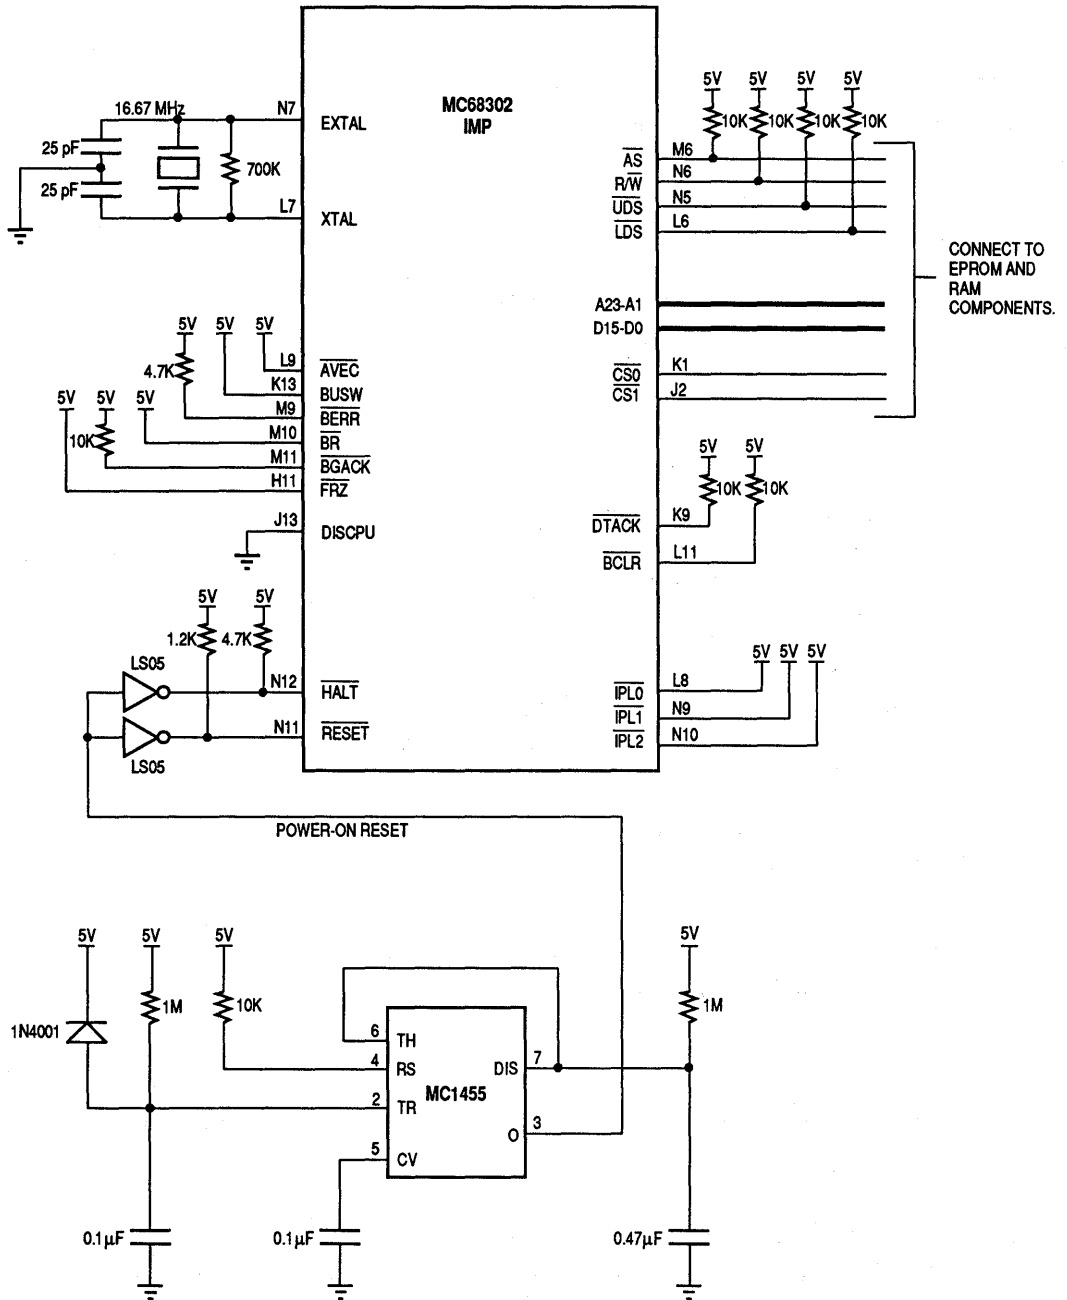 MC68302
IMP
16.67 MHz
N7
EXTAL
25 pF
25 pF
700K
L7
XTAL
5V 5V 5V 5V
10K 10K 10K 10K
M6
AS
N6
R/W
N5
UDS
L6
LDS
CONNECT TO
EPROM AND
RAM
COMPONENTS.
A23-A1
D15-D0
K1
CS0
J2
CS1
5V 5V 5V
4.7K
L9
AVEC
K13
BUSW
M9
BERR
5V 5V 5V
10K
M10
BR
M11
BGACK
H11
FRZ
J13
DISCPU
5V 5V
10K 10K
K9
DTACK
L11
BCLR
5V 5V
1.2K 4.7K
LS05
N12
HALT
N11
RESET
LS05
5V 5V 5V
L8
IPL0
N9
IPL1
N10
IPL2
POWER-ON RESET
5V 5V 5V 5V
1N4001
1M
10K
1M
6
TH
4
RS
DIS
7
MC1455
2
TR
3
O
5
CV
0.1µF
0.1µF
0.47µF